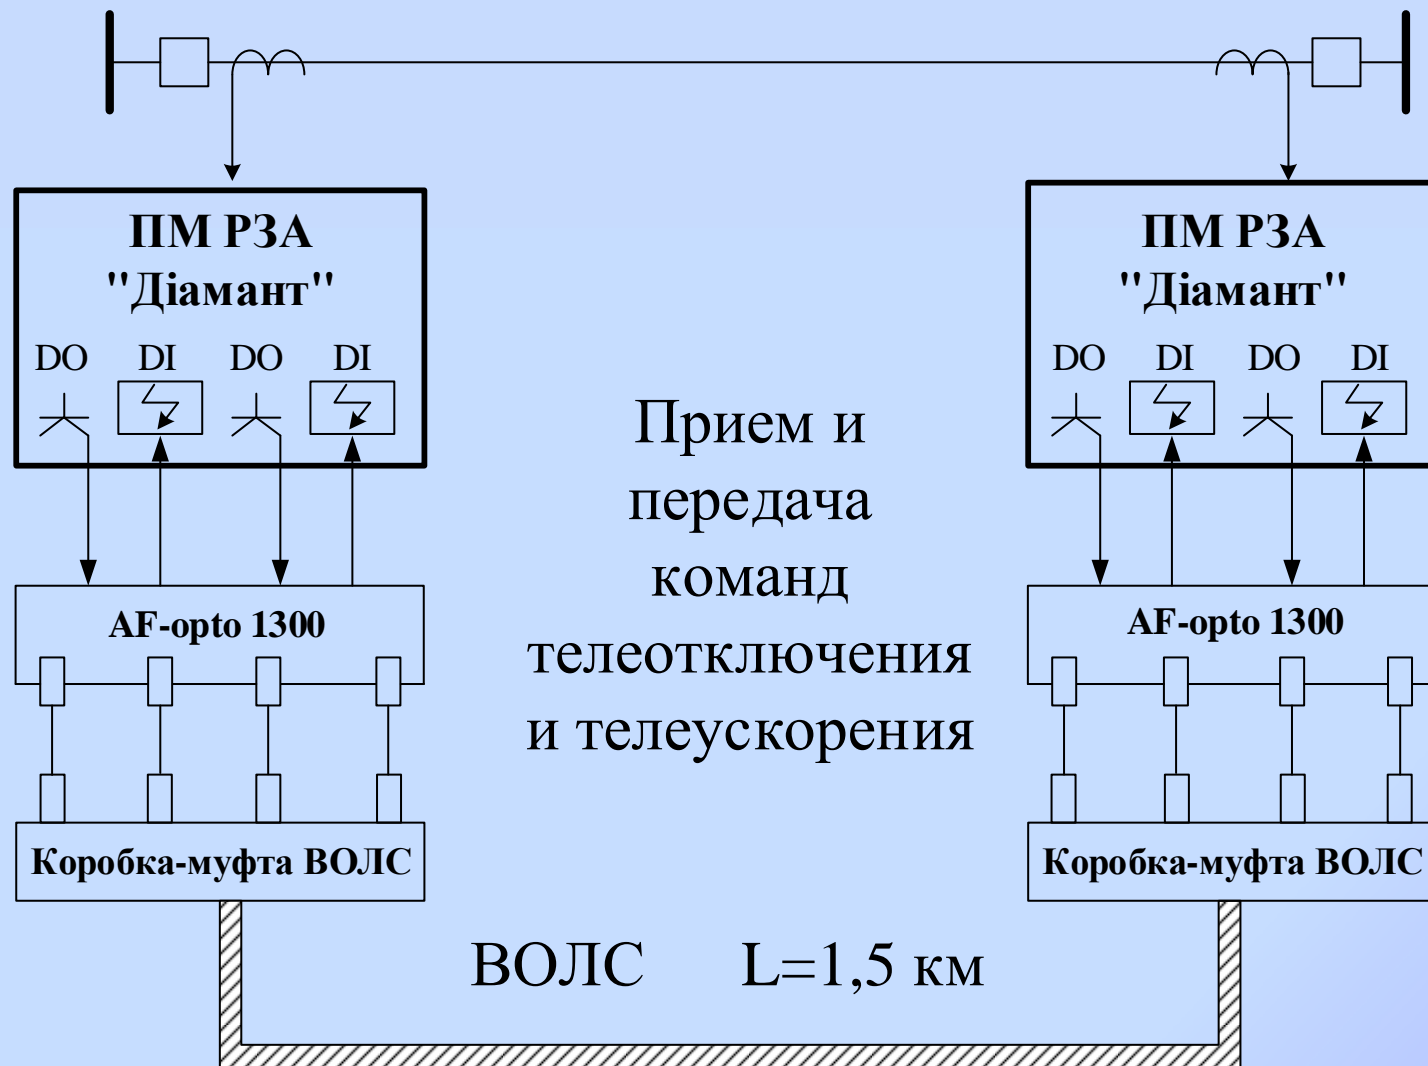 ПМ РЗА
"Діамант"
DO DI DO DI
AF-opto 1300
Коробка-муфта ВОЛС
Прием и
передача
команд
телеотключения
и телеускорения
ПМ РЗА
"Діамант"
DO DI DO DI
AF-opto 1300
Коробка-муфта ВОЛС
ВОЛС L=1,5 км